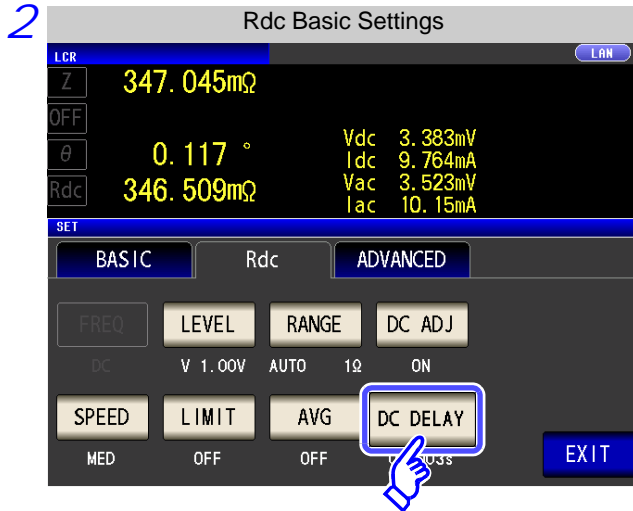 2 Rdc Basic Settings
LCR LAN
Z 347.045mΩ
OFF
θ 0.117 °
Rdc 346.509mΩ
Vdc 3.383mV
Idc 9.764mA
Vac 3.523mV
Iac 10.15mA
SET
BASIC Rdc ADVANCED
FREQ LEVEL RANGE DC ADJ
DC V 1.00V AUTO 1Ω ON
SPEED LIMIT AVG DC DELAY
MED OFF OFF
EXIT